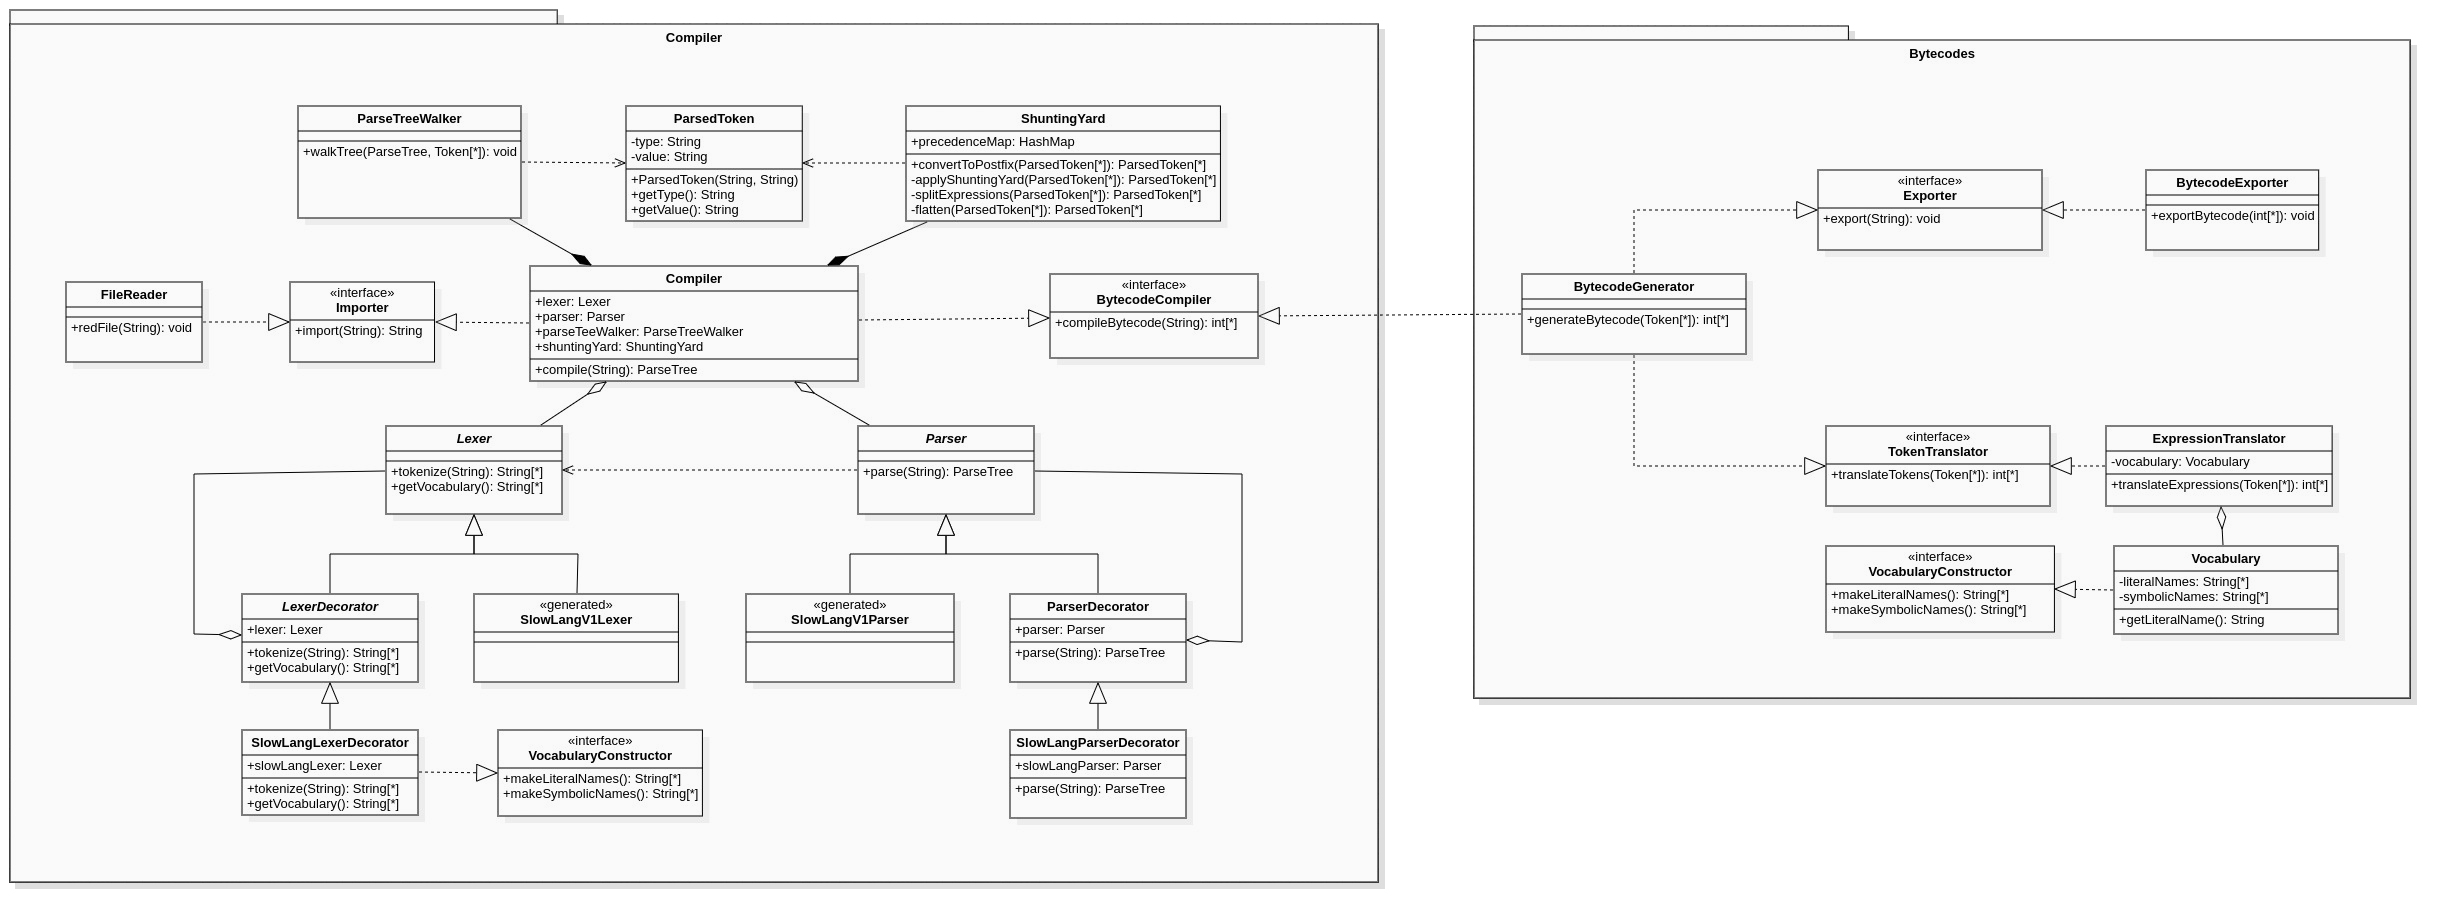 Compiler
ParseTreeWalker
+walkTree(ParseTree, Token[*]): void
ParsedToken
-type: String
-value: String
+ParsedToken(String, String)
+getType(): String
+getValue(): String
ShuntingYard
+precedenceMap: HashMap
+convertToPostfix(ParsedToken[*]): ParsedToken[*]
-applyShuntingYard(ParsedToken[*]): ParsedToken[*]
-splitExpressions(ParsedToken[*]): ParsedToken[*]
-flatten(ParsedToken[*]): ParsedToken[*]
FileReader
+redFile(String): void
«interface»
Importer
+import(String): String
Compiler
+lexer: Lexer
+parser: Parser
+parseTeeWalker: ParseTreeWalker
+shuntingYard: ShuntingYard
+compile(String): ParseTree
«interface»
BytecodeCompiler
+compileBytecode(String): int[*]
Lexer
+tokenize(String): String[*]
+getVocabulary(): String[*]
Parser
+parse(String): ParseTree
LexerDecorator
+lexer: Lexer
+tokenize(String): String[*]
+getVocabulary(): String[*]
«generated»
SlowLangV1Lexer
«generated»
SlowLangV1Parser
ParserDecorator
+parser: Parser
+parse(String): ParseTree
SlowLangLexerDecorator
+slowLangLexer: Lexer
+tokenize(String): String[*]
+getVocabulary(): String[*]
«interface»
VocabularyConstructor
+makeLiteralNames(): String[*]
+makeSymbolicNames(): String[*]
SlowLangParserDecorator
+slowLangParser: Parser
+parse(String): ParseTree
Bytecodes
«interface»
Exporter
+export(String): void
BytecodeExporter
+exportBytecode(int[*]): void
BytecodeGenerator
+generateBytecode(Token[*]): int[*]
«interface»
TokenTranslator
+translateTokens(Token[*]): int[*]
ExpressionTranslator
-vocabulary: Vocabulary
+translateExpressions(Token[*]): int[*]
«interface»
VocabularyConstructor
+makeLiteralNames(): String[*]
+makeSymbolicNames(): String[*]
Vocabulary
-literalNames: String[*]
-symbolicNames: String[*]
+getLiteralName(): String